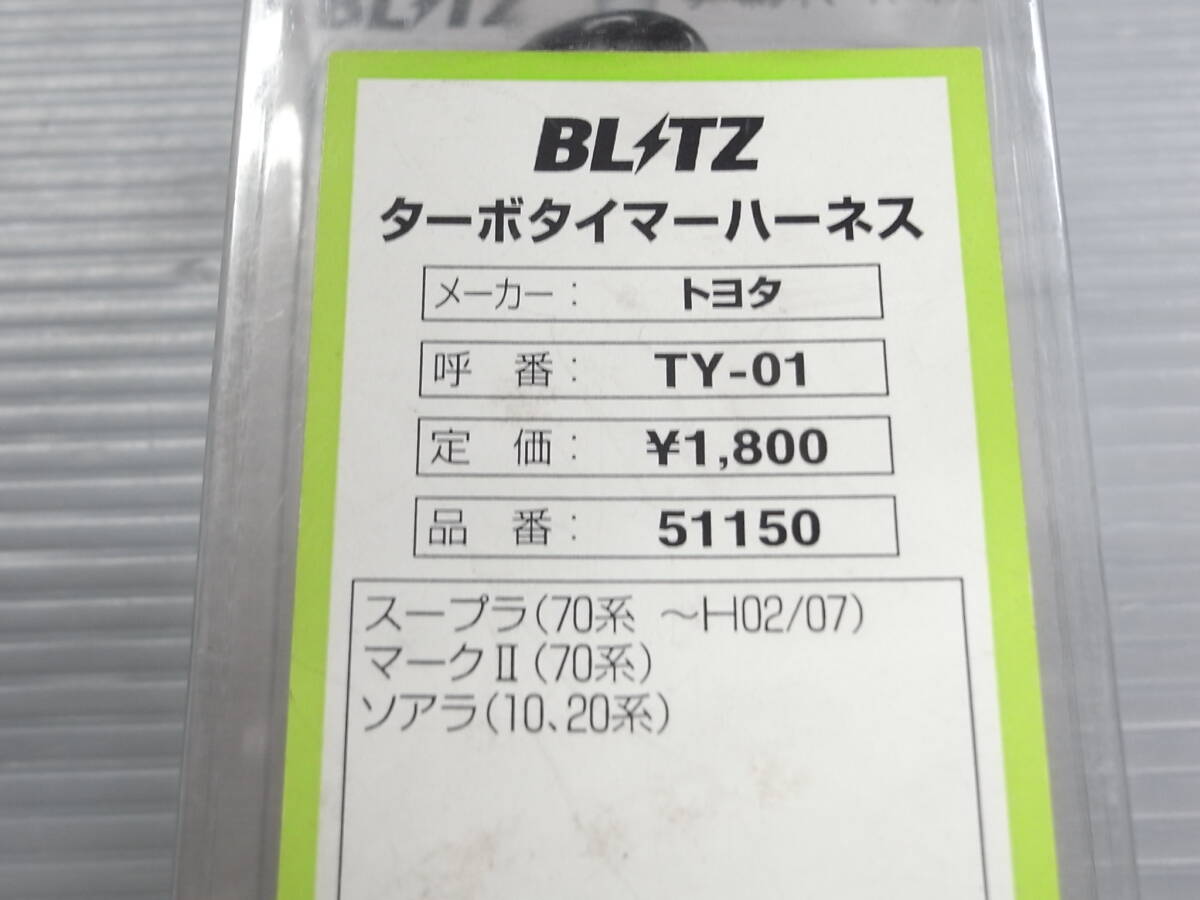 BLITZ
BLITZ
ターボタイマーハーネス
メーカー: トヨタ
呼 番: TY-01
定 価: ¥1,800
品 番: 51150
スープラ(70系 ~H02/07)
マークⅡ(70系)
ソアラ(10、20系)